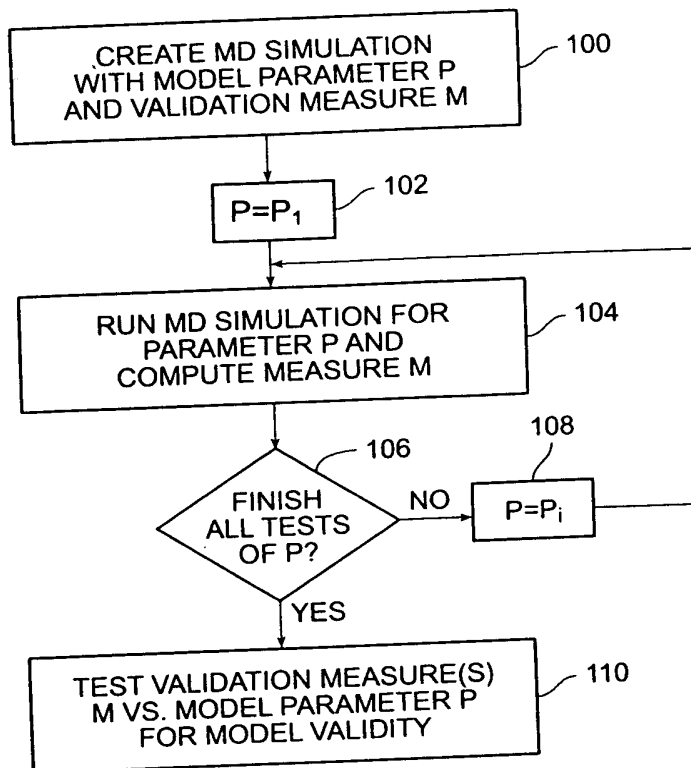 CREATE MD SIMULATION
WITH MODEL PARAMETER P
AND VALIDATION MEASURE M
100
P=P1
102
RUN MD SIMULATION FOR
PARAMETER P AND
COMPUTE MEASURE M
104
106
FINISH
ALL TESTS
OF P?
NO
108
P=Pi
YES
TEST VALIDATION MEASURE(S)
M VS. MODEL PARAMETER P
FOR MODEL VALIDITY
110